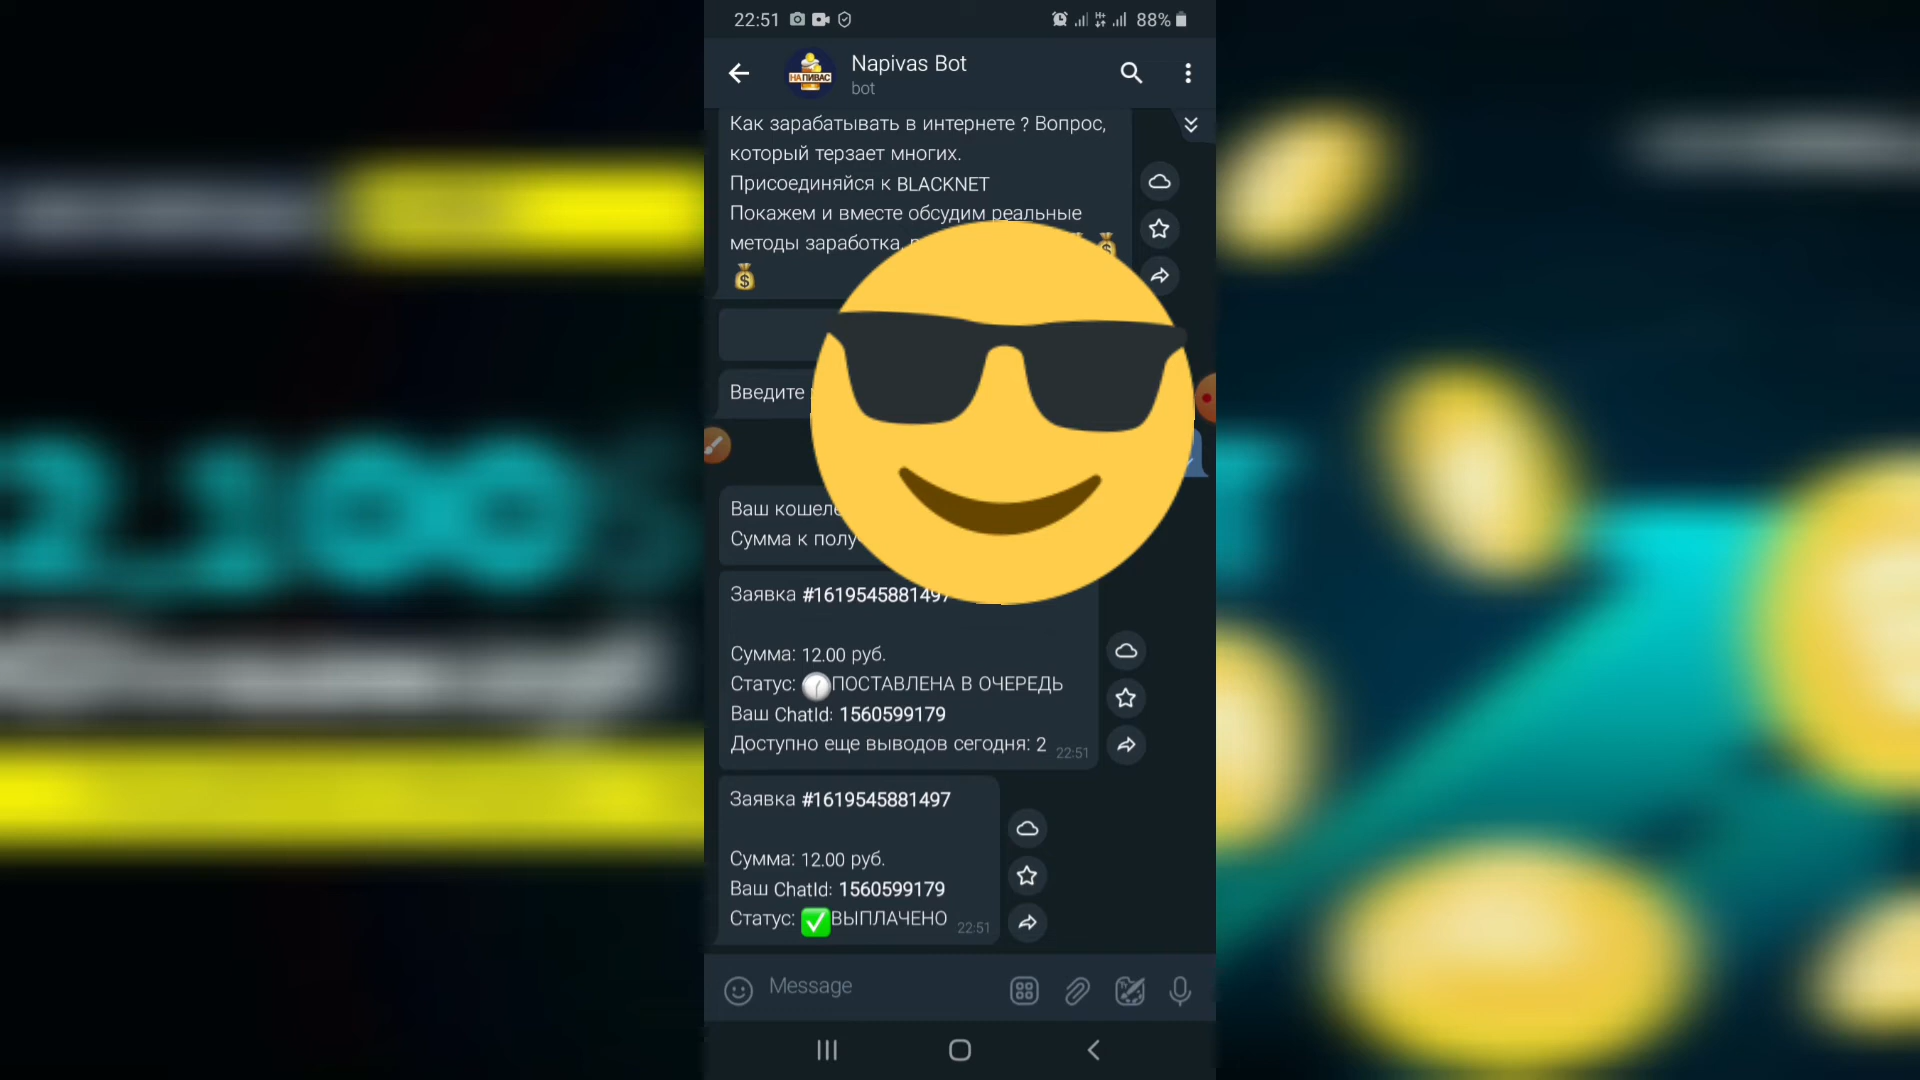 22:51
88%
НА ПИВАС
Napivas Bot
bot
Как зарабатывать в интернете ? Вопрос,
который терзает многих.
Присоединяйся к BLACKNET
Покажем и вместе обсудим реальные
методы заработка,
Введите
Ваш
Сумма к
Заявка #1619545881497
Сумма: 12.00 руб.
Статус: ПОСТАВЛЕНА В ОЧЕРЕДЬ
Ваш ChatId: 1560599179
Доступно еще выводов сегодня: 2 22:51
Заявка #1619545881497
Сумма: 12.00 руб.
Ваш ChatId: 1560599179
Статус: ✅ВЫПЛАЧЕНО 22:51
Message